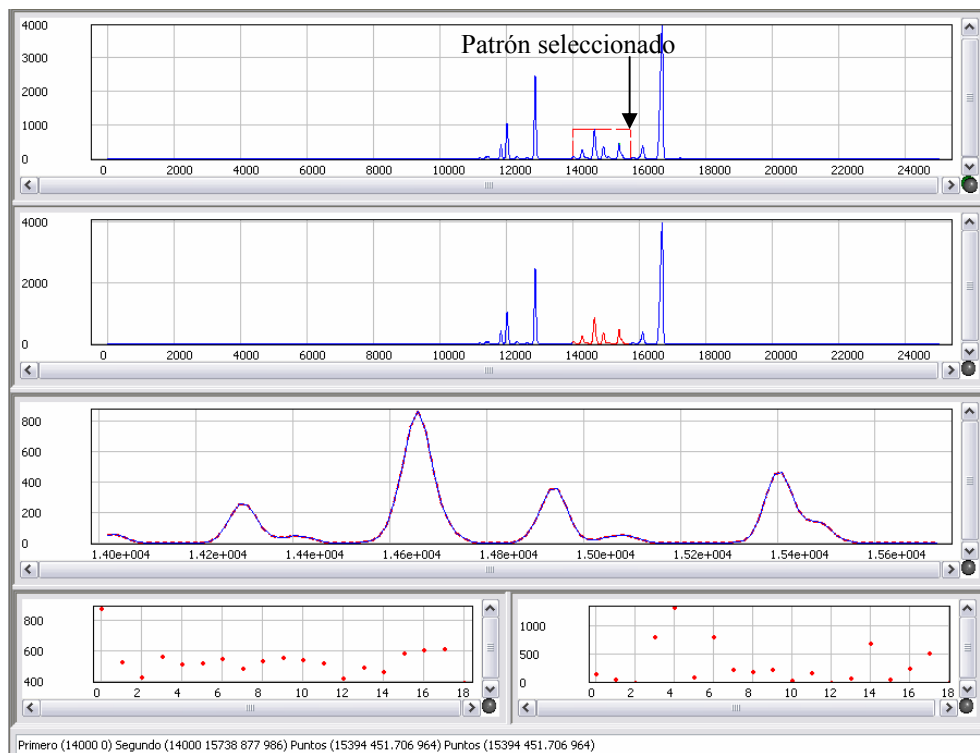 4000
Patrón seleccionado
3000
2000
1000
0
0 2000 4000 6000 8000 10000 12000 14000 16000 18000 20000 22000 24000
4000
2000
0
0 2000 4000 6000 8000 10000 12000 14000 16000 18000 20000 22000 24000
800
600
400
200
0
1.40e+004 1.42e+004 1.44e+004 1.46e+004 1.48e+004 1.50e+004 1.52e+004 1.54e+004 1.56e+004
800
600
400
0 2 4 6 8 10 12 14 16 18
1000
500
0
0 2 4 6 8 10 12 14 16 18
Primero (14000 0) Segundo (14000 15738 877 986) Puntos (15394 451.706 964) Puntos (15394 451.706 964)